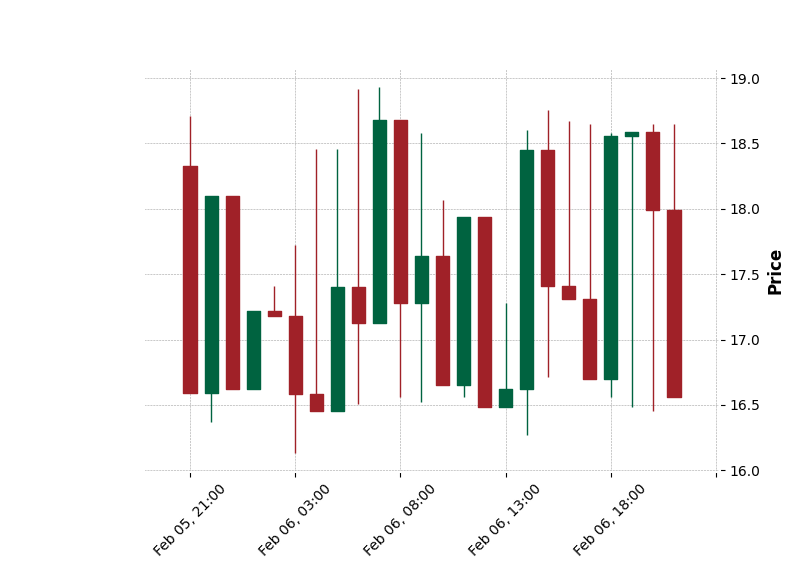 19.0
18.5
18.0
17.5
17.0
16.5
16.0
Price
Feb 05, 21:00
Feb 06, 03:00
Feb 06, 08:00
Feb 06, 13:00
Feb 06, 18:00